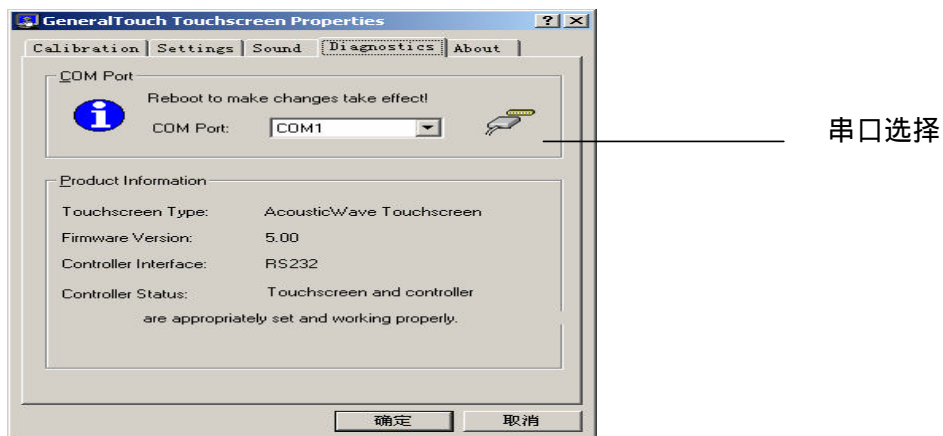 GeneralTouch Touchscreen Properties
Calibration Settings Sound Diagnostics About
COM Port
Reboot to make changes take effect!
COM Port: COM1
串口选择
Product Information
Touchscreen Type: AcousticWave Touchscreen
Firmware Version: 5.00
Controller Interface: RS232
Controller Status: Touchscreen and controller
are appropriately set and working properly.
确定 取消